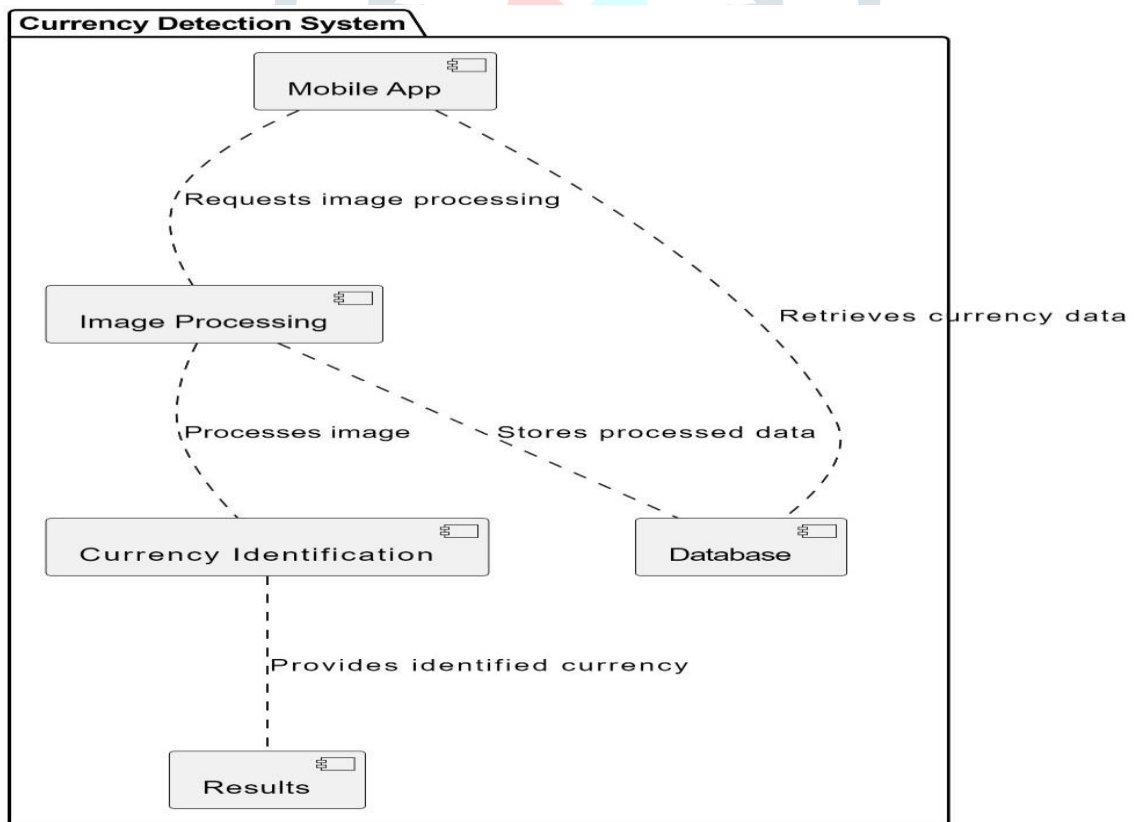 Currency Detection System
Mobile App
Requests image processing
Image Processing
Retrieves currency data
Processes image
Stores processed data
Currency Identification
Database
Provides identified currency
Results